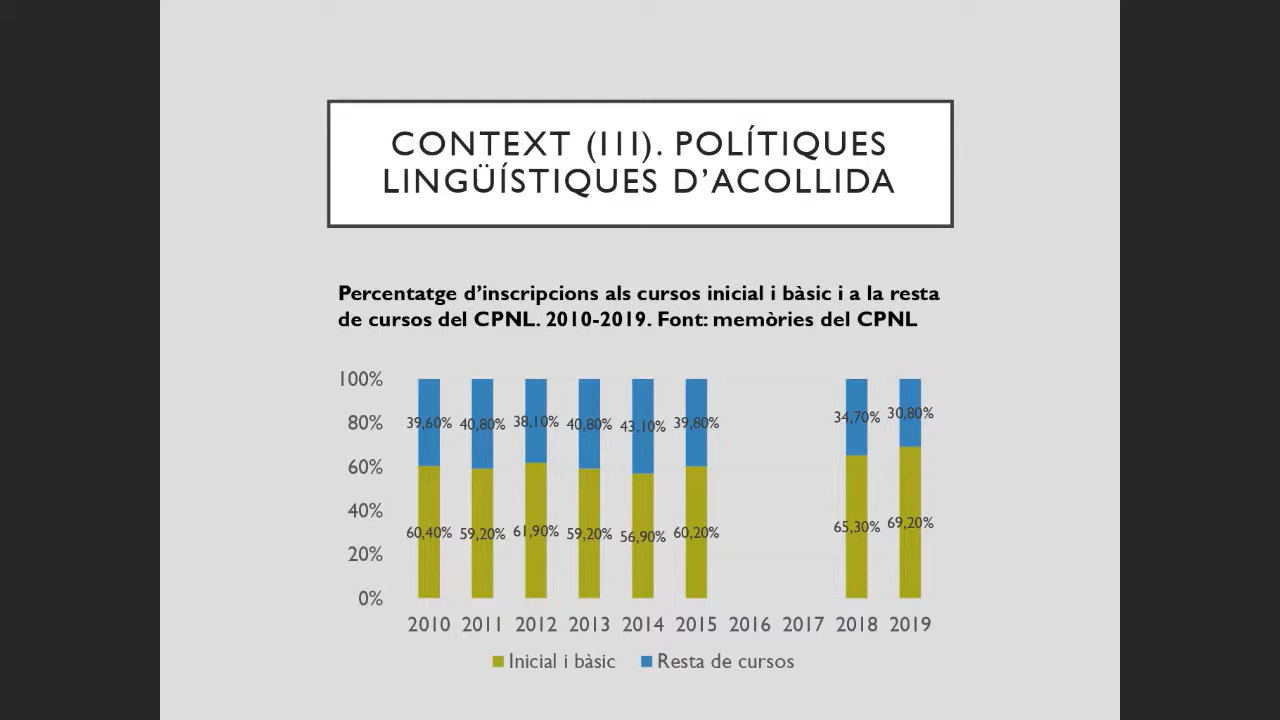 CONTEXT (III). POLÍTIQUES
LINGÜÍSTIQUES D’ACOLLIDA
Percentatge d’inscripcions als cursos inicial i bàsic i a la resta
de cursos del CPNL. 2010-2019. Font: memòries del CPNL
100%
80%
60%
40%
20%
0%
39,60% 40,80% 38,10% 40,80% 43,10% 39,80% 34,70% 30,80%
60,40% 59,20% 61,90% 59,20% 56,90% 60,20% 65,30% 69,20%
2010 2011 2012 2013 2014 2015 2016 2017 2018 2019
Inicial i bàsic Resta de cursos